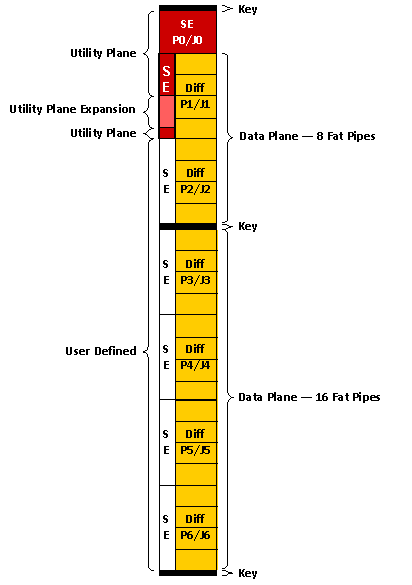 Key
SE
P0/J0
Utility Plane
S
E
Diff
P1/J1
Utility Plane Expansion
Utility Plane
Data Plane — 8 Fat Pipes
S
E
Diff
P2/J2
Key
S
E
Diff
P3/J3
User Defined
S
E
Diff
P4/J4
Data Plane — 16 Fat Pipes
S
E
Diff
P5/J5
S
E
Diff
P6/J6
Key